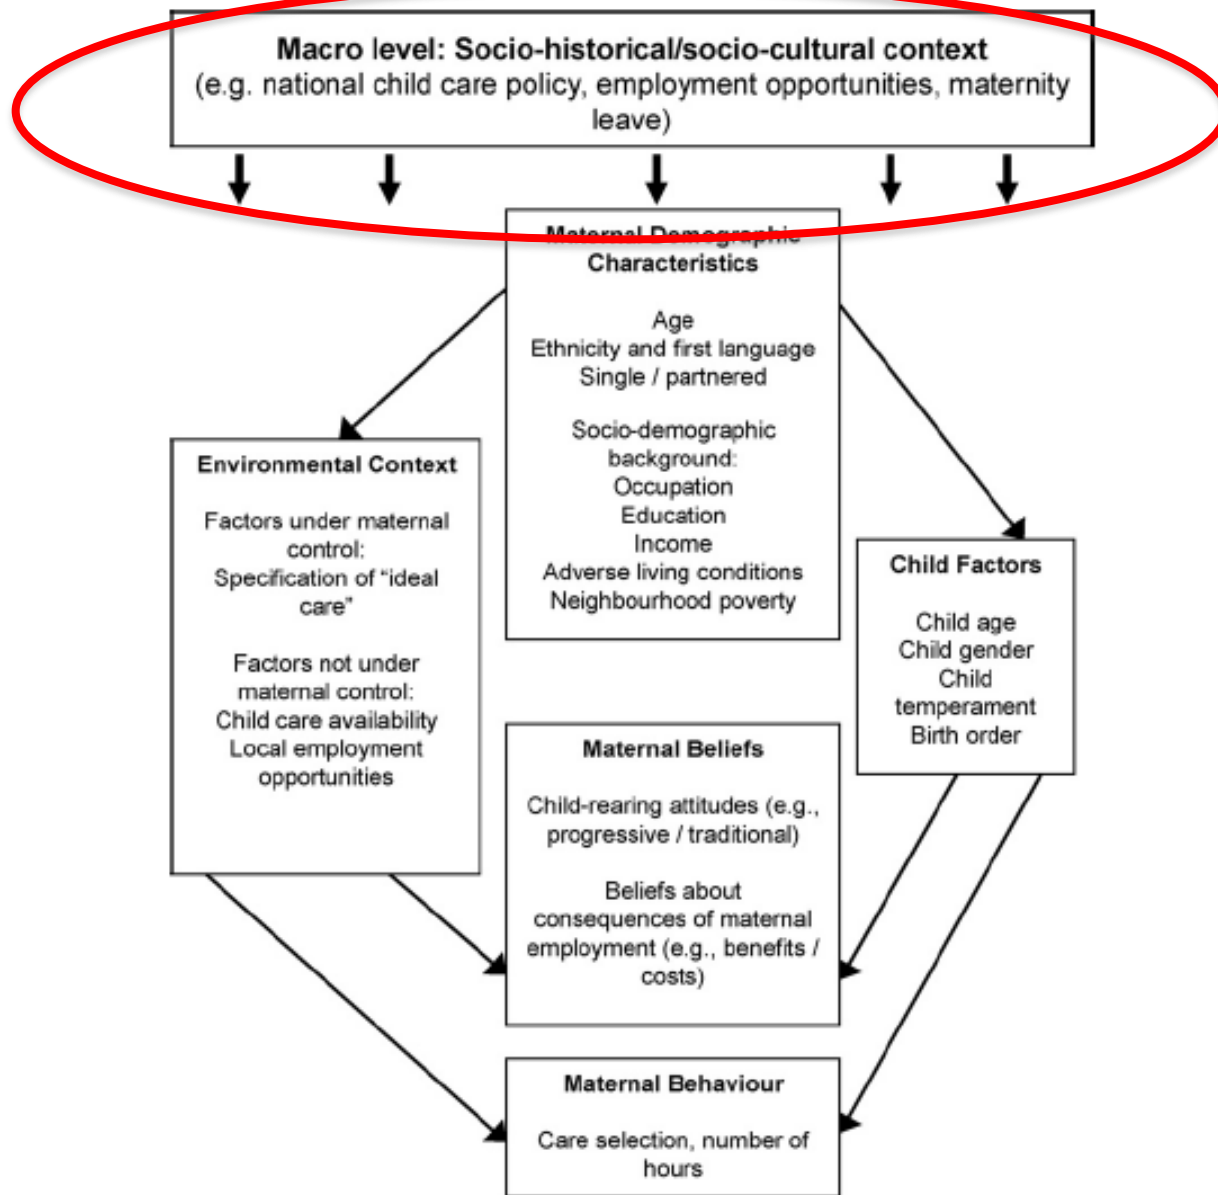 Macro level: Socio-historical/socio-cultural context
(e.g. national child care policy, employment opportunities, maternity
leave)
Maternal Demographic
Characteristics
Age
Ethnicity and first language
Single / partnered
Socio-demographic
background:
Occupation
Education
Income
Adverse living conditions
Neighbourhood poverty
Environmental Context
Factors under maternal
control:
Specification of “ideal
care”
Factors not under
maternal control:
Child care availability
Local employment
opportunities
Child Factors
Child age
Child gender
Child
temperament
Birth order
Maternal Beliefs
Child-rearing attitudes (e.g.,
progressive / traditional)
Beliefs about
consequences of maternal
employment (e.g., benefits /
costs)
Maternal Behaviour
Care selection, number of
hours